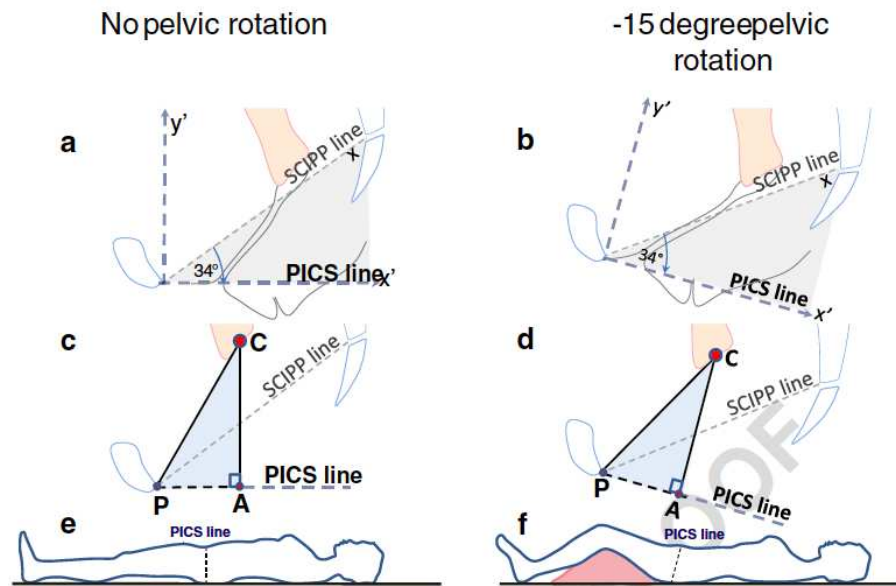 No pelvic rotation
-15 degreepelvic
rotation
a
y'
SCIPP line
x
34°
PICS line
x'
b
y'
SCIPP line
x
34°
PICS line
x'
c
C
SCIPP line
P
A
PICS line
d
C
SCIPP line
P
A
PICS line
OOF
e
PICS line
f
PICS line